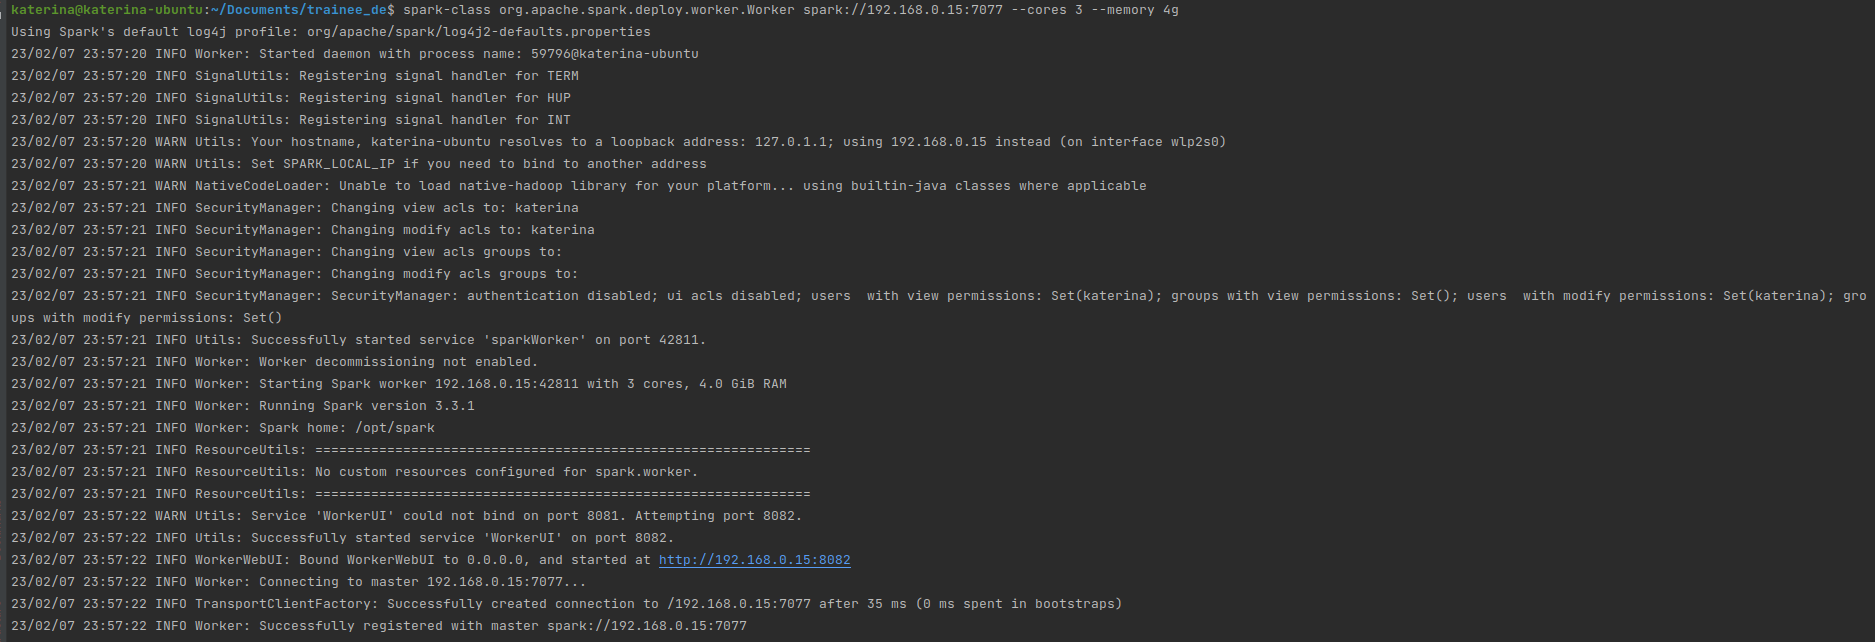 katerina@katerina-ubuntu:~/Documents/trainee_de$ spark-class org.apache.spark.deploy.worker.Worker spark://192.168.0.15:7077 --cores 3 --memory 4g
Using Spark's default log4j profile: org/apache/spark/log4j2-defaults.properties
23/02/07 23:57:20 INFO Worker: Started daemon with process name: 59796@katerina-ubuntu
23/02/07 23:57:20 INFO SignalUtils: Registering signal handler for TERM
23/02/07 23:57:20 INFO SignalUtils: Registering signal handler for HUP
23/02/07 23:57:20 INFO SignalUtils: Registering signal handler for INT
23/02/07 23:57:20 WARN Utils: Your hostname, katerina-ubuntu resolves to a loopback address: 127.0.1.1; using 192.168.0.15 instead (on interface wlp2s0)
23/02/07 23:57:20 WARN Utils: Set SPARK_LOCAL_IP if you need to bind to another address
23/02/07 23:57:21 WARN NativeCodeLoader: Unable to load native-hadoop library for your platform... using builtin-java classes where applicable
23/02/07 23:57:21 INFO SecurityManager: Changing view acls to: katerina
23/02/07 23:57:21 INFO SecurityManager: Changing modify acls to: katerina
23/02/07 23:57:21 INFO SecurityManager: Changing view acls groups to:
23/02/07 23:57:21 INFO SecurityManager: Changing modify acls groups to:
23/02/07 23:57:21 INFO SecurityManager: SecurityManager: authentication disabled; ui acls disabled; users  with view permissions: Set(katerina); groups with view permissions: Set(); users  with modify permissions: Set(katerina); gro
ups with modify permissions: Set()
23/02/07 23:57:21 INFO Utils: Successfully started service 'sparkWorker' on port 42811.
23/02/07 23:57:21 INFO Worker: Worker decommissioning not enabled.
23/02/07 23:57:21 INFO Worker: Starting Spark worker 192.168.0.15:42811 with 3 cores, 4.0 GiB RAM
23/02/07 23:57:21 INFO Worker: Running Spark version 3.3.1
23/02/07 23:57:21 INFO Worker: Spark home: /opt/spark
23/02/07 23:57:21 INFO ResourceUtils: ==============================================================
23/02/07 23:57:21 INFO ResourceUtils: No custom resources configured for spark.worker.
23/02/07 23:57:21 INFO ResourceUtils: ==============================================================
23/02/07 23:57:22 WARN Utils: Service 'WorkerUI' could not bind on port 8081. Attempting port 8082.
23/02/07 23:57:22 INFO Utils: Successfully started service 'WorkerUI' on port 8082.
23/02/07 23:57:22 INFO WorkerWebUI: Bound WorkerWebUI to 0.0.0.0, and started at http://192.168.0.15:8082
23/02/07 23:57:22 INFO Worker: Connecting to master 192.168.0.15:7077...
23/02/07 23:57:22 INFO TransportClientFactory: Successfully created connection to /192.168.0.15:7077 after 35 ms (0 ms spent in bootstraps)
23/02/07 23:57:22 INFO Worker: Successfully registered with master spark://192.168.0.15:7077